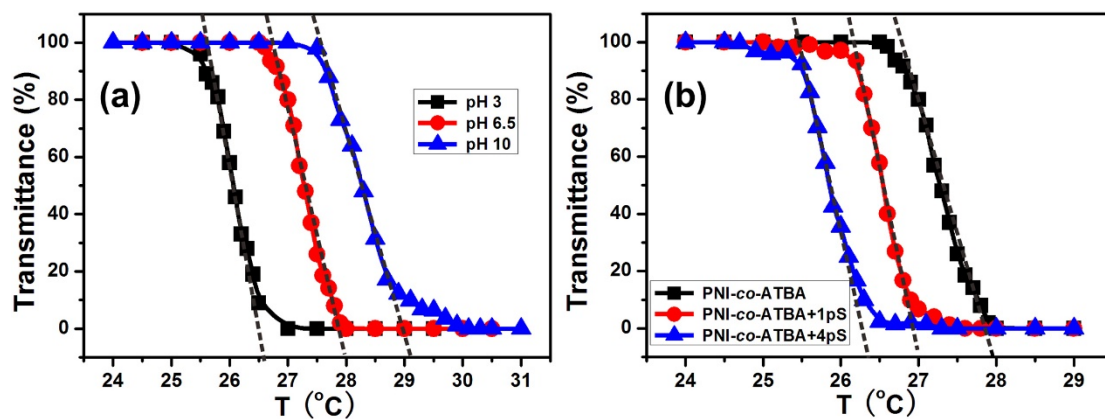 (a)
Transmittance (%)
100
80
60
40
20
0
pH 3
pH 6.5
pH 10
24 25 26 27 28 29 30 31
T (°C)
(b)
Transmittance (%)
100
80
60
40
20
0
PNI-co-ATBA
PNI-co-ATBA+1pS
PNI-co-ATBA+4pS
24 25 26 27 28 29
T (°C)